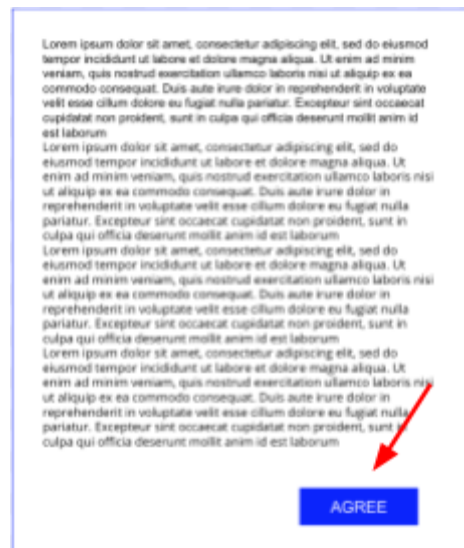 Lorem ipsum dolor sit amet, consectetur adipiscing elit, sed do eiusmod
tempor incididunt ut labore et dolore magna aliqua. Ut enim ad minim
veniam, quis nostrud exercitation ullamco laboris nisi ut aliquip ex ea
commodo consequat. Duis aute irure dolor in reprehenderit in voluptate
velit esse cillum dolore eu fugiat nulla pariatur. Excepteur sint occaecat
cupidatat non proident, sunt in culpa qui officia deserunt mollit anim id
est laborum
Lorem ipsum dolor sit amet, consectetur adipiscing elit, sed do
eiusmod tempor incididunt ut labore et dolore magna aliqua. Ut
enim ad minim veniam, quis nostrud exercitation ullamco laboris nisi
ut aliquip ex ea commodo consequat. Duis aute irure dolor in
reprehenderit in voluptate velit esse cillum dolore eu fugiat nulla
pariatur. Excepteur sint occaecat cupidatat non proident, sunt in
culpa qui officia deserunt mollit anim id est laborum
Lorem ipsum dolor sit amet, consectetur adipiscing elit, sed do
eiusmod tempor incididunt ut labore et dolore magna aliqua. Ut
enim ad minim veniam, quis nostrud exercitation ullamco laboris nisi
ut aliquip ex ea commodo consequat. Duis aute irure dolor in
reprehenderit in voluptate velit esse cillum dolore eu fugiat nulla
pariatur. Excepteur sint occaecat cupidatat non proident, sunt in
culpa qui officia deserunt mollit anim id est laborum
Lorem ipsum dolor sit amet, consectetur adipiscing elit, sed do
eiusmod tempor incididunt ut labore et dolore magna aliqua. Ut
enim ad minim veniam, quis nostrud exercitation ullamco laboris nisi
ut aliquip ex ea commodo consequat. Duis aute irure dolor in
reprehenderit in voluptate velit esse cillum dolore eu fugiat nulla
pariatur. Excepteur sint occaecat cupidatat non proident, sunt in
culpa qui officia deserunt mollit anim id est laborum
AGREE